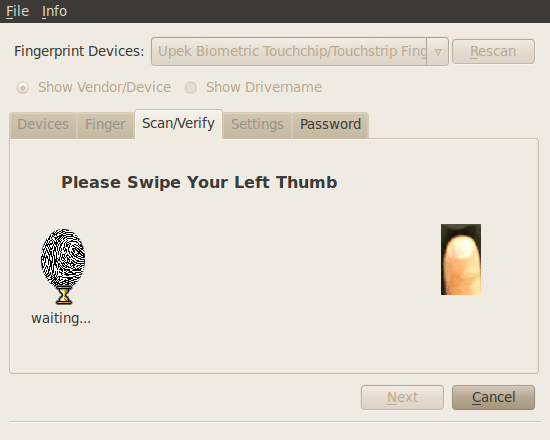 File Info
Fingerprint Devices: Upek Biometric Touchchip/Touchstrip Fing Rescan
Show Vendor/Device Show Drivername
Devices Finger Scan/Verify Settings Password
Please Swipe Your Left Thumb
waiting...
Next Cancel